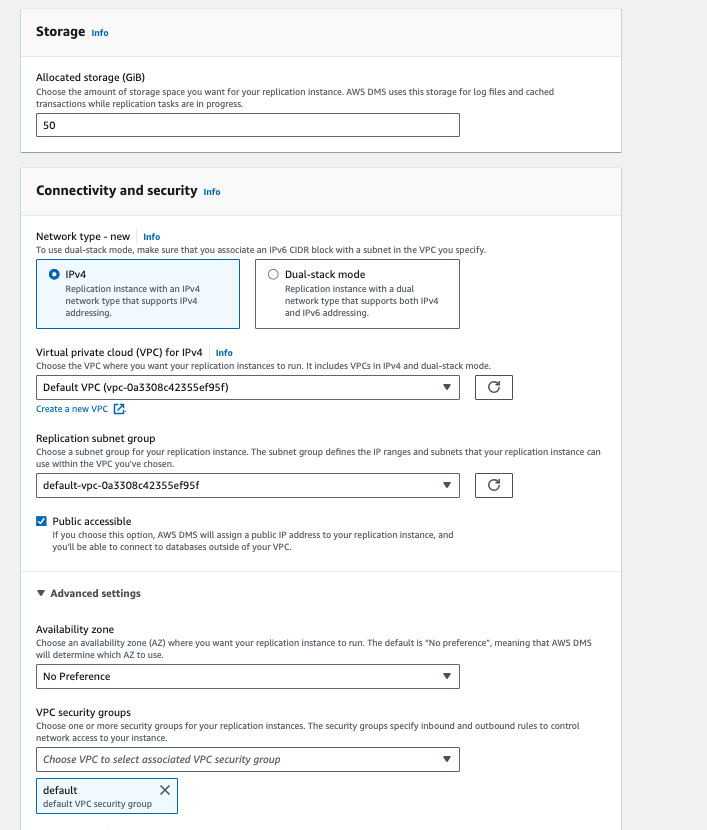 Storage Info
Allocated storage (GiB)
Choose the amount of storage space you want for your replication instance. AWS DMS uses this storage for log files and cached
transactions while replication tasks are in progress.
50
Connectivity and security Info
Network type - new Info
To use dual-stack mode, make sure that you associate an IPv6 CIDR block with a subnet in the VPC you specify.
IPv4
Replication instance with an IPv4
network type that supports IPv4
addressing.
Dual-stack mode
Replication instance with a dual
network type that supports both IPv4
and IPv6 addressing.
Virtual private cloud (VPC) for IPv4 Info
Choose the VPC where you want your replication instances to run. It includes VPCs in IPv4 and dual-stack mode.
Default VPC (vpc-0a3308c42355ef95f)
Create a new VPC .
Replication subnet group
Choose a subnet group for your replication instance. The subnet group defines the IP ranges and subnets that your replication instance can
use within the VPC you've chosen.
default-vpc-0a3308c42355ef95f
Public accessible
If you choose this option, AWS DMS will assign a public IP address to your replication instance, and
you'll be able to connect to databases outside of your VPC.
Advanced settings
Availability zone
Choose an availability zone (AZ) where you want your replication instance to run. The default is "No preference", meaning that AWS DMS
will determine which AZ to use.
No Preference
VPC security groups
Choose one or more security groups for your replication instances. The security groups specify inbound and outbound rules to control
network access to your instance.
Choose VPC to select associated VPC security group
default
default VPC security group